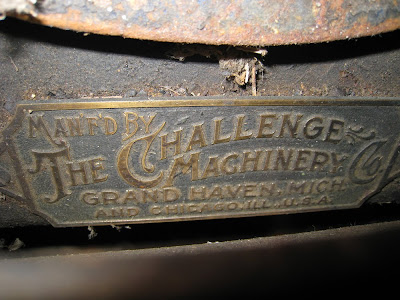 MAN'F'D BY CHALLENGE
THE MACHINERY CO.
GRAND HAVEN, MICH.
AND CHICAGO, ILL. U.S.A.